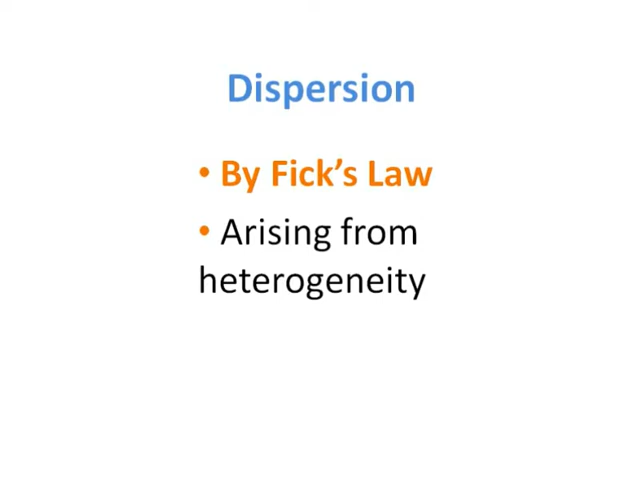 Dispersion
• By Fick’s Law
• Arising from
heterogeneity